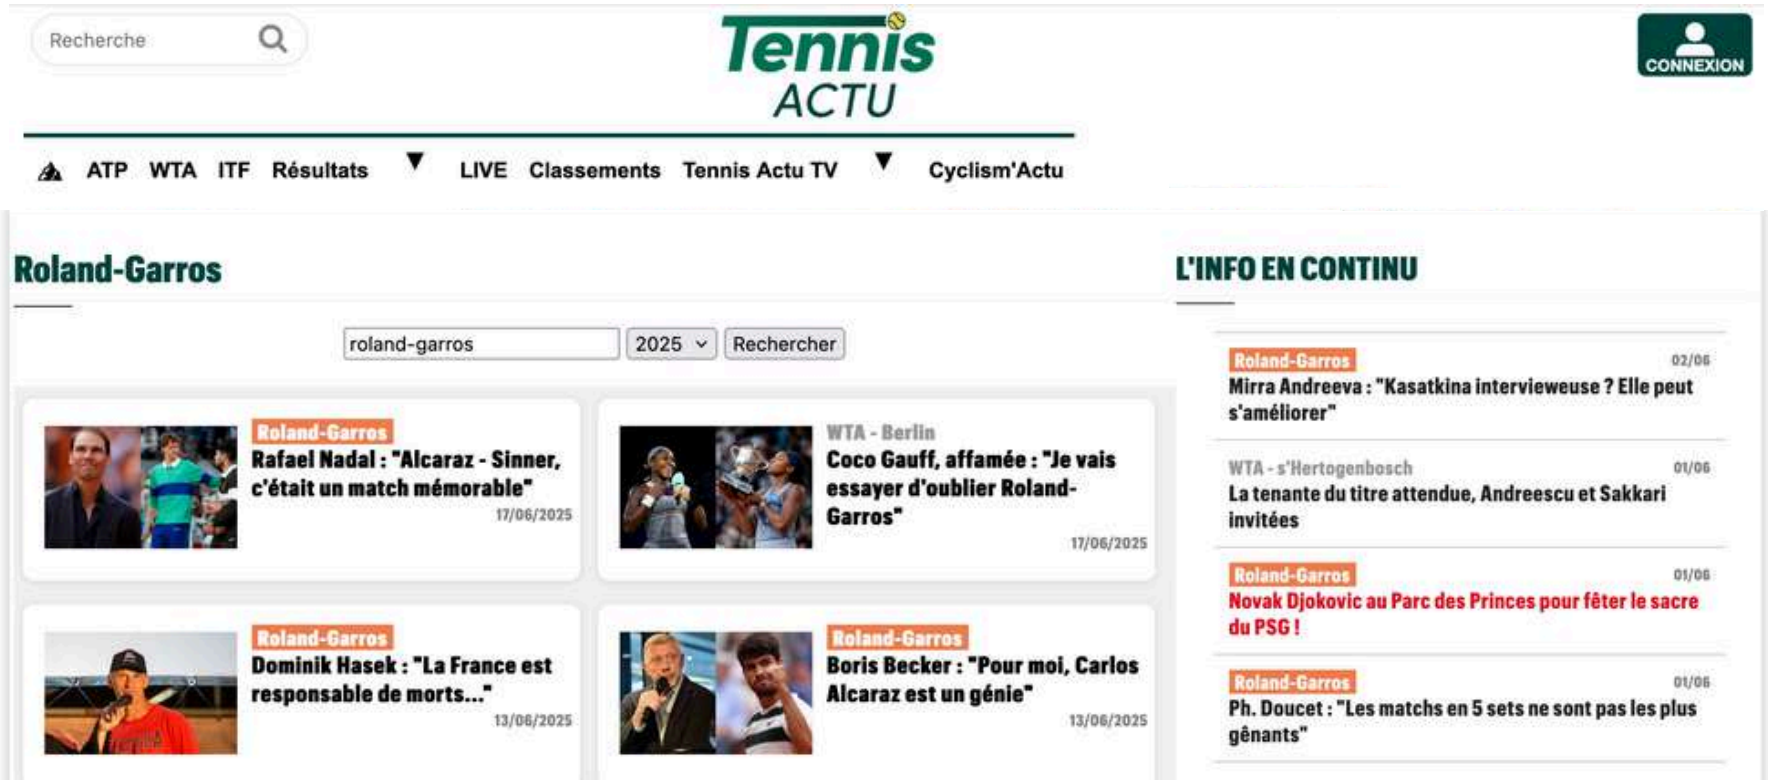 Recherche
Tennis
ACTU
CONNEXION
ATP WTA ITF Résultats ▼ LIVE Classements Tennis Actu TV ▼ Cyclism'Actu
Roland-Garros
roland-garros 2025 Rechercher
Roland-Garros
Rafael Nadal : "Alcaraz - Sinner,
c'était un match mémorable"
17/06/2025
WTA - Berlin
Coco Gauff, affamée : "Je vais
essayer d'oublier Roland-
Garros"
17/06/2025
Roland-Garros
Dominik Hasek : "La France est
responsable de morts..."
13/06/2025
Roland-Garros
Boris Becker : "Pour moi, Carlos
Alcaraz est un génie"
13/06/2025
L'INFO EN CONTINU
Roland-Garros 02/06
Mirra Andreeva : "Kasatkina intervieweuse ? Elle peut
s'améliorer"
WTA - s'Hertogenbosch 01/06
La tenante du titre attendue, Andreescu et Sakkari
invitées
Roland-Garros 01/06
Novak Djokovic au Parc des Princes pour fêter le sacre
du PSG !
Roland-Garros 01/06
Ph. Doucet : "Les matchs en 5 sets ne sont pas les plus
gênants"